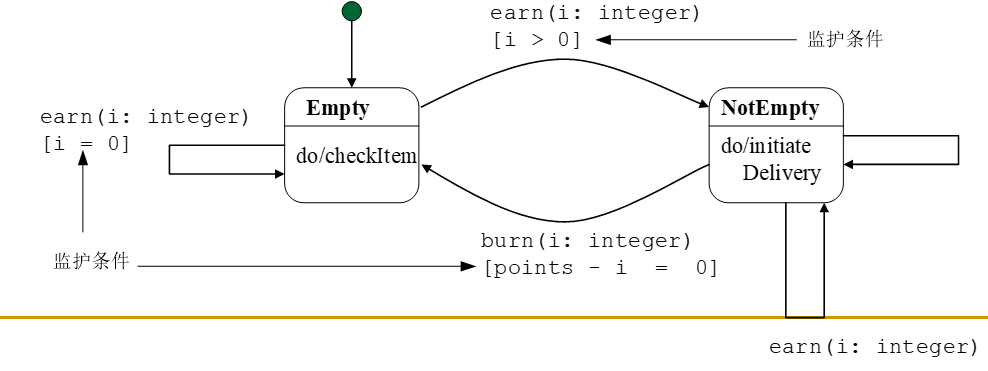 earn(i: integer)
[i > 0]
监护条件
Empty
do/checkItem
NotEmpty
do/initiate
Delivery
earn(i: integer)
[i = 0]
监护条件
burn(i: integer)
[points - i = 0]
earn(i: integer)